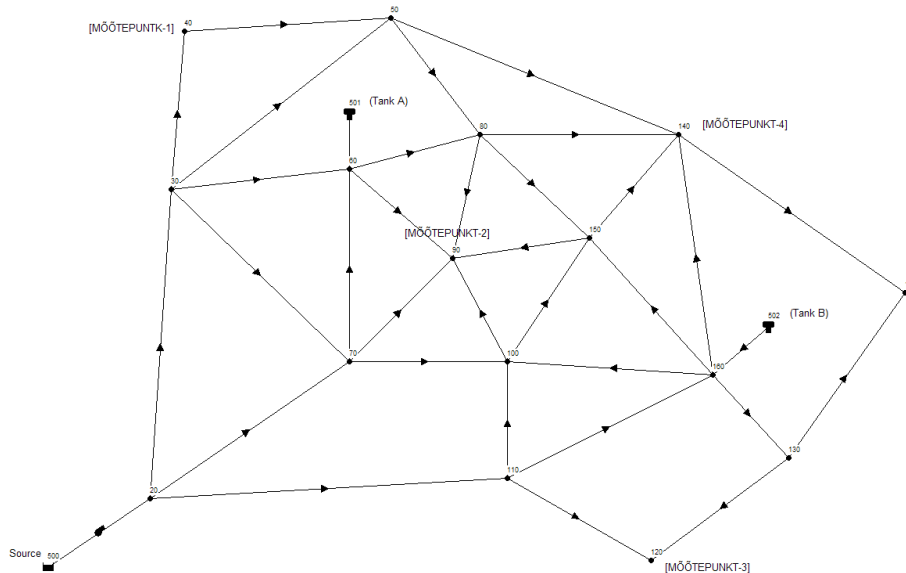 50
[MÕÕTEPUNTK-1]
40
501
(Tank A)
80
140
[MÕÕTEPUNKT-4]
60
30
[MÕÕTEPUNKT-2]
150
90
502
(Tank B)
70
100
160
130
110
20
Source
500
120
[MÕÕTEPUNKT-3]